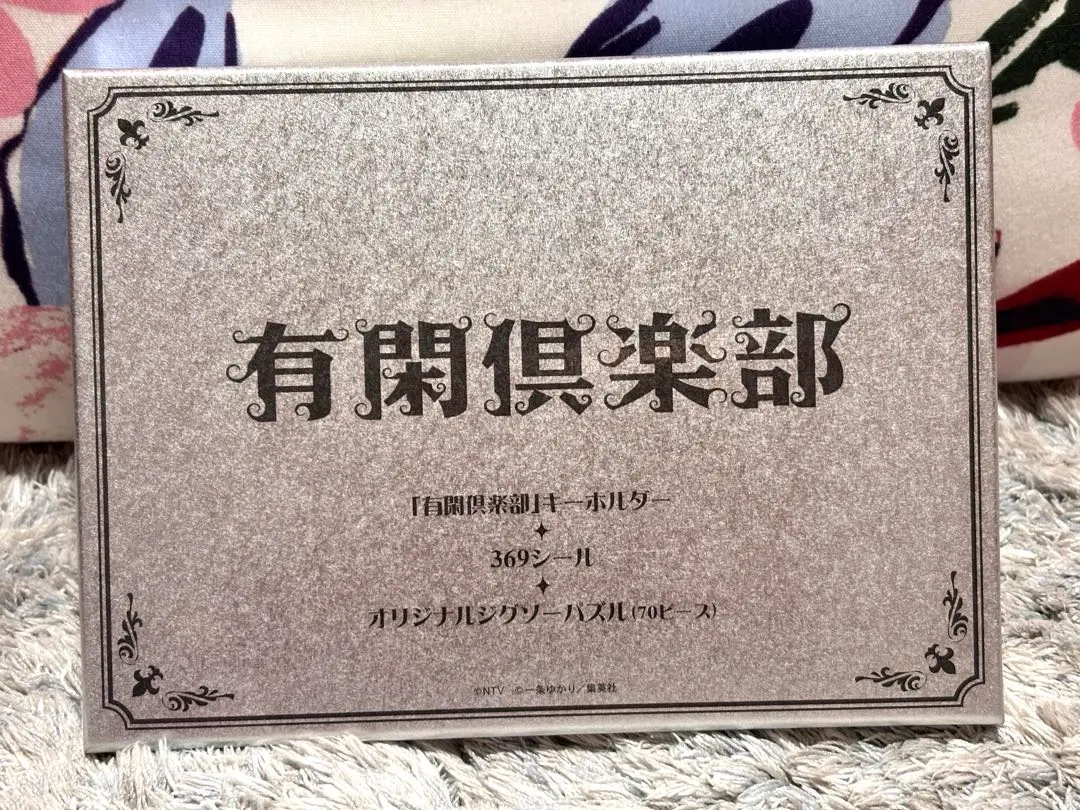 有閑倶楽部
「有閑倶楽部」キーホルダー
369シール
オリジナルジグソーパズル(70ピース)
©NTV ©一条ゆかり/集英社